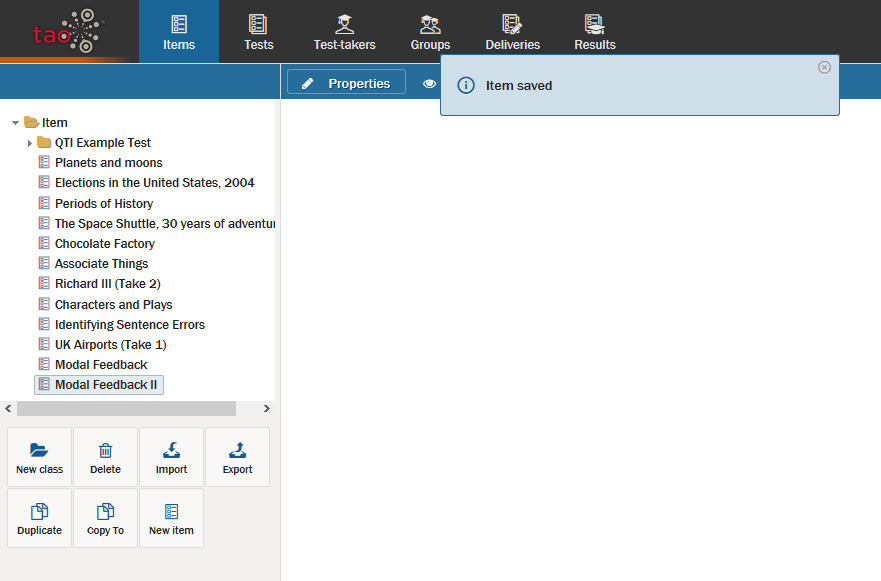 tao
Items
Tests
Test-takers
Groups
Deliveries
Results
Properties
Item saved
Item
QTI Example Test
Planets and moons
Elections in the United States, 2004
Periods of History
The Space Shuttle, 30 years of adventur
Chocolate Factory
Associate Things
Richard III (Take 2)
Characters and Plays
Identifying Sentence Errors
UK Airports (Take 1)
Modal Feedback
Modal Feedback II
New class
Delete
Import
Export
Duplicate
Copy To
New item